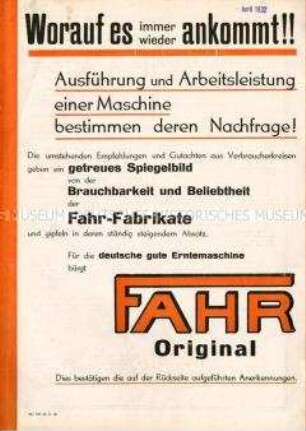 April 1932
Worauf es immer wieder ankommt!!
Ausführung und Arbeitsleistung
einer Maschine
bestimmen deren Nachfrage!
Die umstehenden Empfehlungen und Gutachten aus Verbraucherkreisen
geben ein getreues Spiegelbild
von der
Brauchbarkeit und Beliebtheit
der
Fahr-Fabrikate
und gipfeln in deren ständig steigendem Absatz.
Für die deutsche gute Erntemaschine
bürgt
FAHR
Original
Dies bestätigen die auf der Rückseite aufgeführten Anerkennungen.